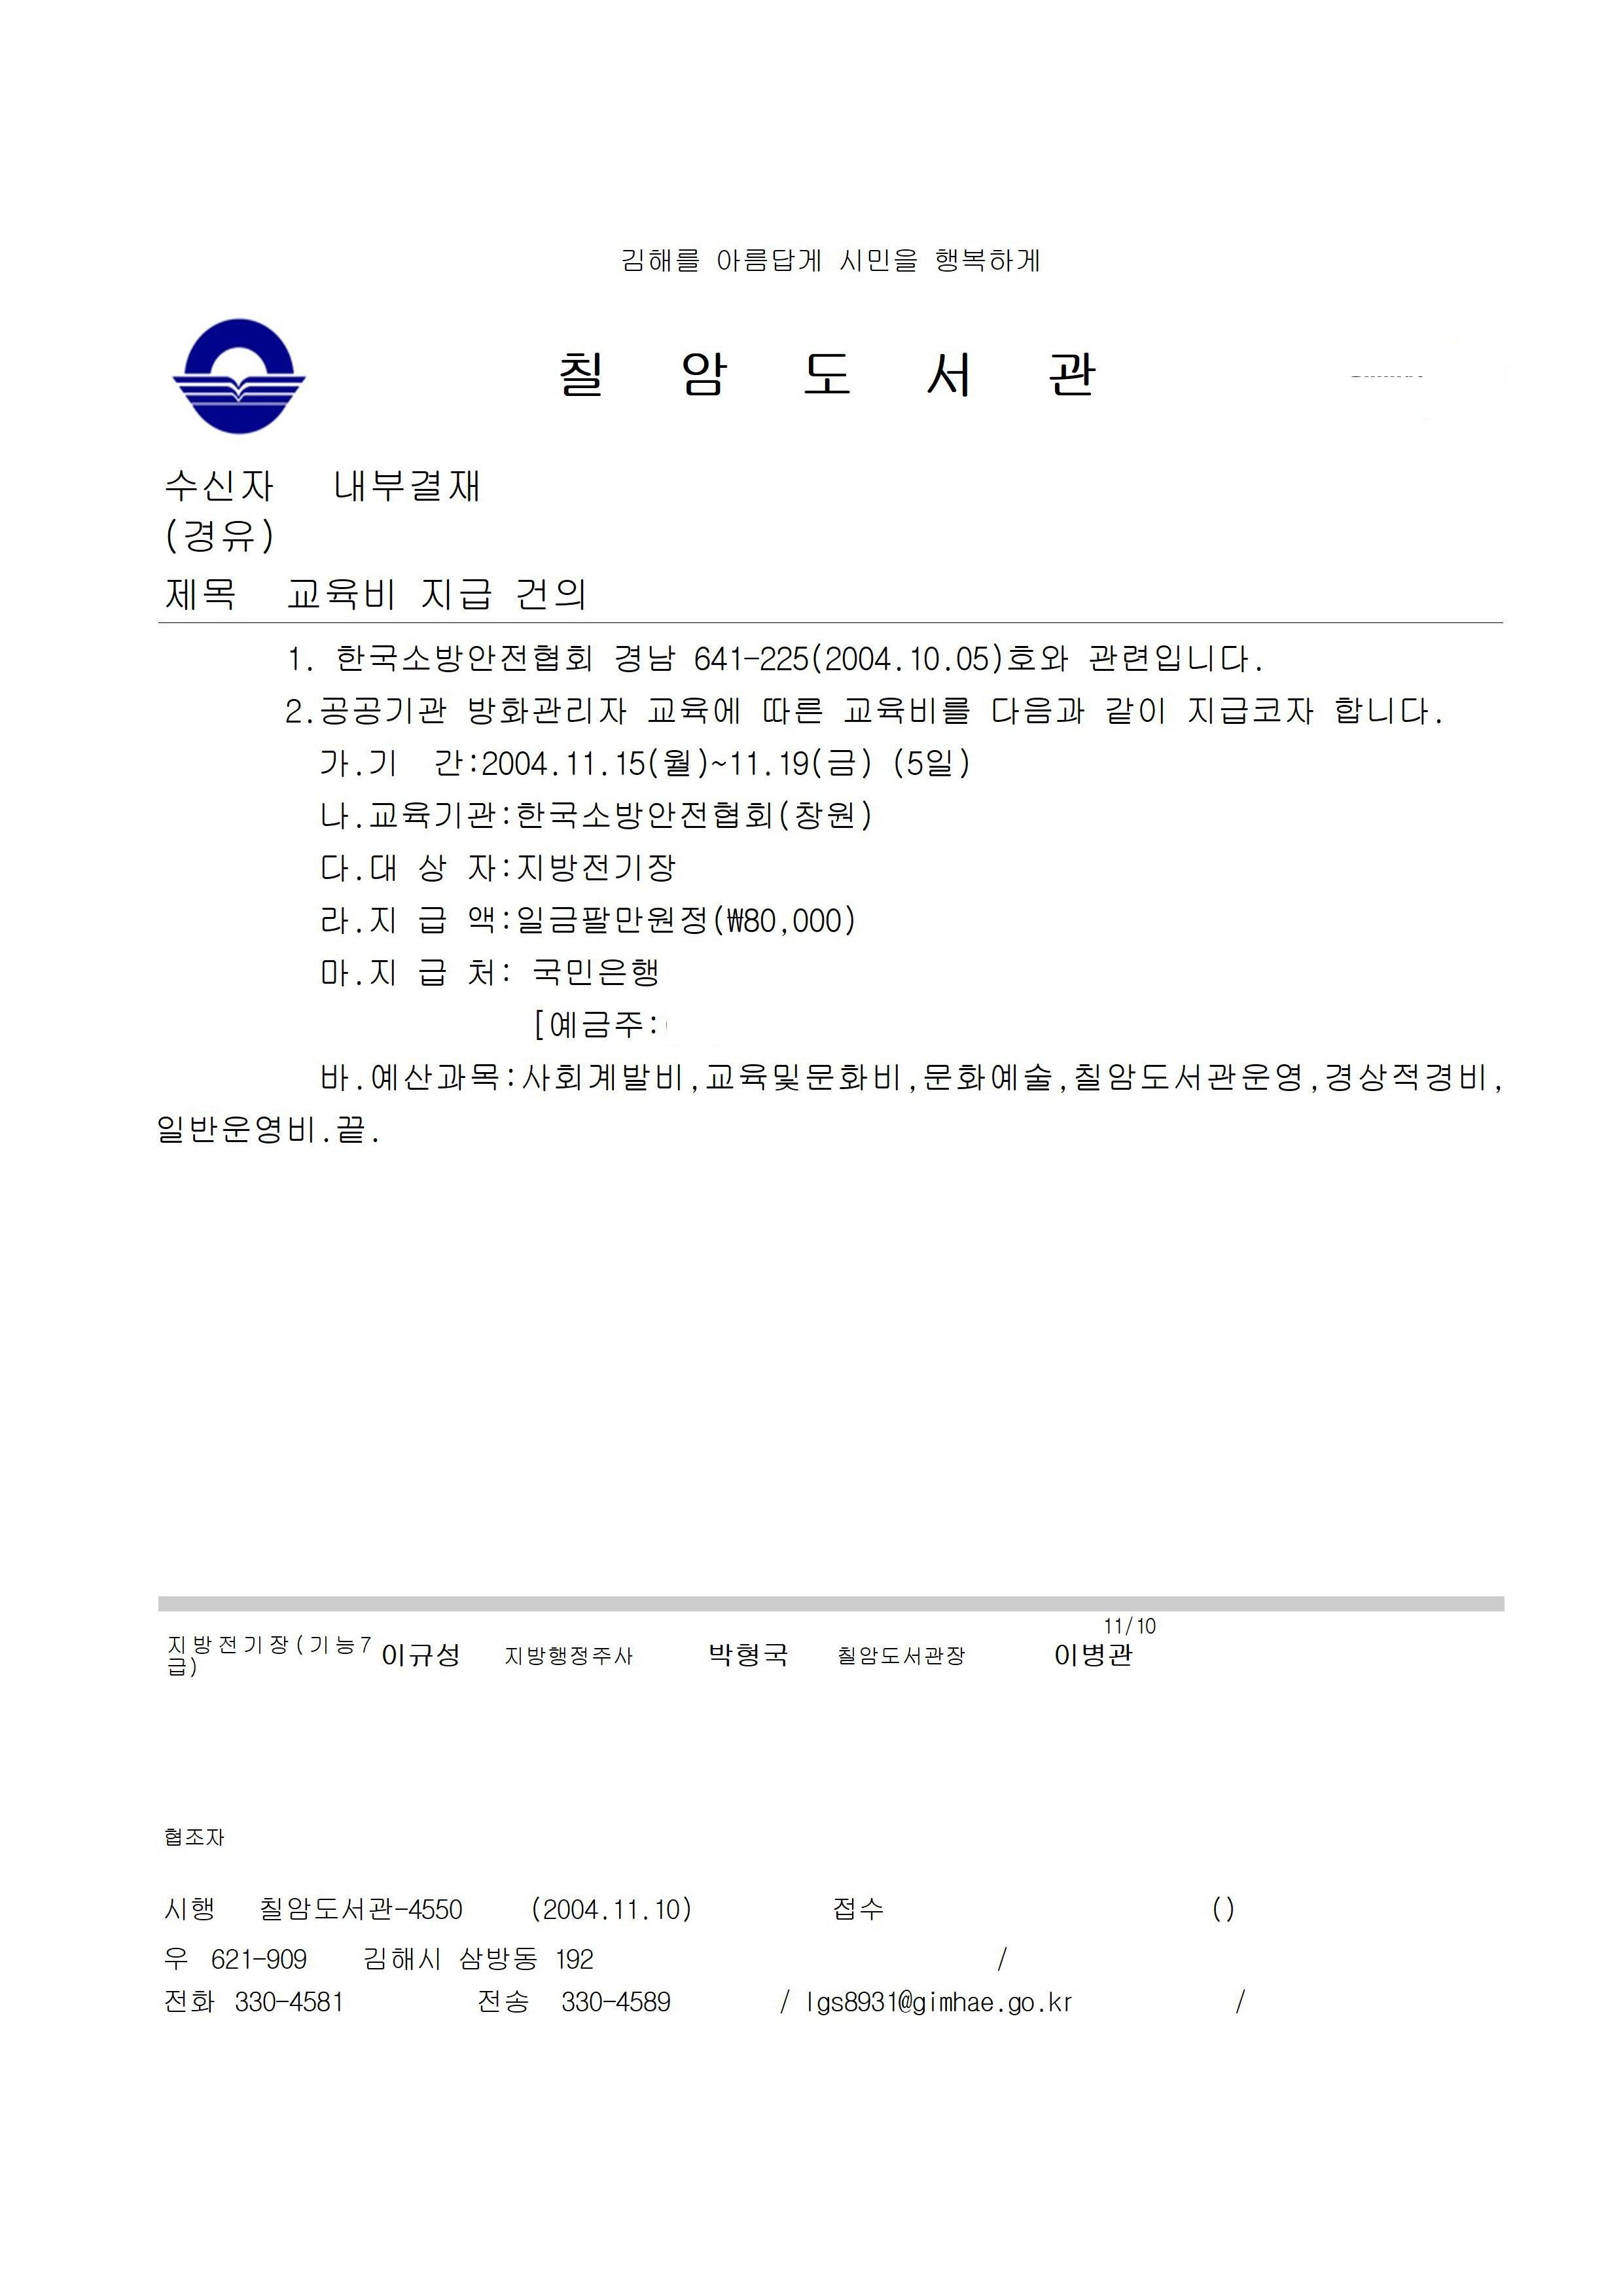 김해를 아름답게 시민을 행복하게
칠 암 도 서 관
수신자 내부결재
(경유)
제목 교육비 지급 건의
1. 한국소방안전협회 경남 641-225(2004.10.05)호와 관련입니다.
2.공공기관 방화관리자 교육에 따른 교육비를 다음과 같이 지급코자 합니다.
가.기 간:2004.11.15(월)~11.19(금) (5일)
나.교육기관:한국소방안전협회(창원)
다.대 상 자:지방전기장
라.지 급 액:일금팔만원정(₩80,000)
마.지 급 처: 국민은행
[예금주:
바.예산과목:사회계발비,교육및문화비,문화예술,칠암도서관운영,경상적경비,
일반운영비.끝.
11/10
지방전기장(기능7급) 이규성 지방행정주사 박형국 칠암도서관장 이병관
협조자
시행 칠암도서관-4550 (2004.11.10) 접수 ()
우 621-909 김해시 삼방동 192 /
전화 330-4581 전송 330-4589 / lgs8931@gimhae.go.kr /